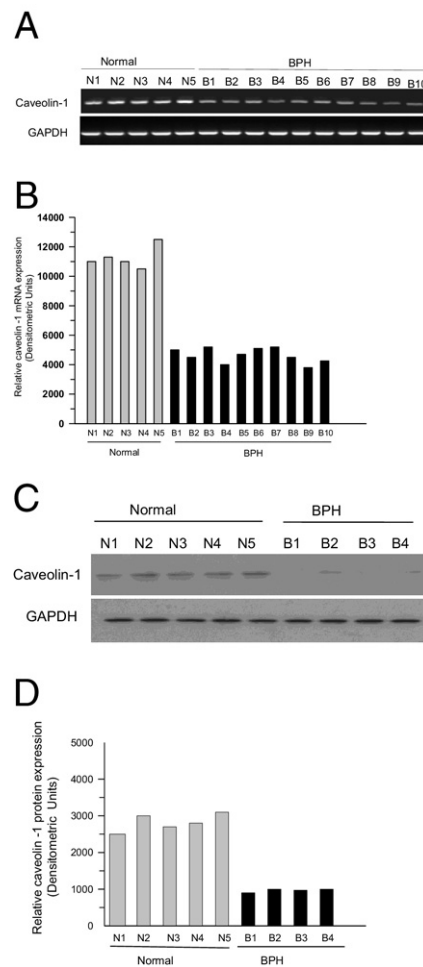 A
Normal BPH
N1 N2 N3 N4 N5 B1 B2 B3 B4 B5 B6 B7 B8 B9 B10
Caveolin-1
GAPDH
B
Relative caveolin -1 mRNA expression
(Densitometric Units)
14000
12000
10000
8000
6000
4000
2000
0
N1 N2 N3 N4 N5 B1 B2 B3 B4 B5 B6 B7 B8 B9 B10
Normal BPH
C
Normal BPH
N1 N2 N3 N4 N5 B1 B2 B3 B4
Caveolin-1
GAPDH
D
Relative caveolin -1 protein expression
(Densitometric Units)
5000
4000
3000
2000
1000
0
N1 N2 N3 N4 N5 B1 B2 B3 B4
Normal BPH